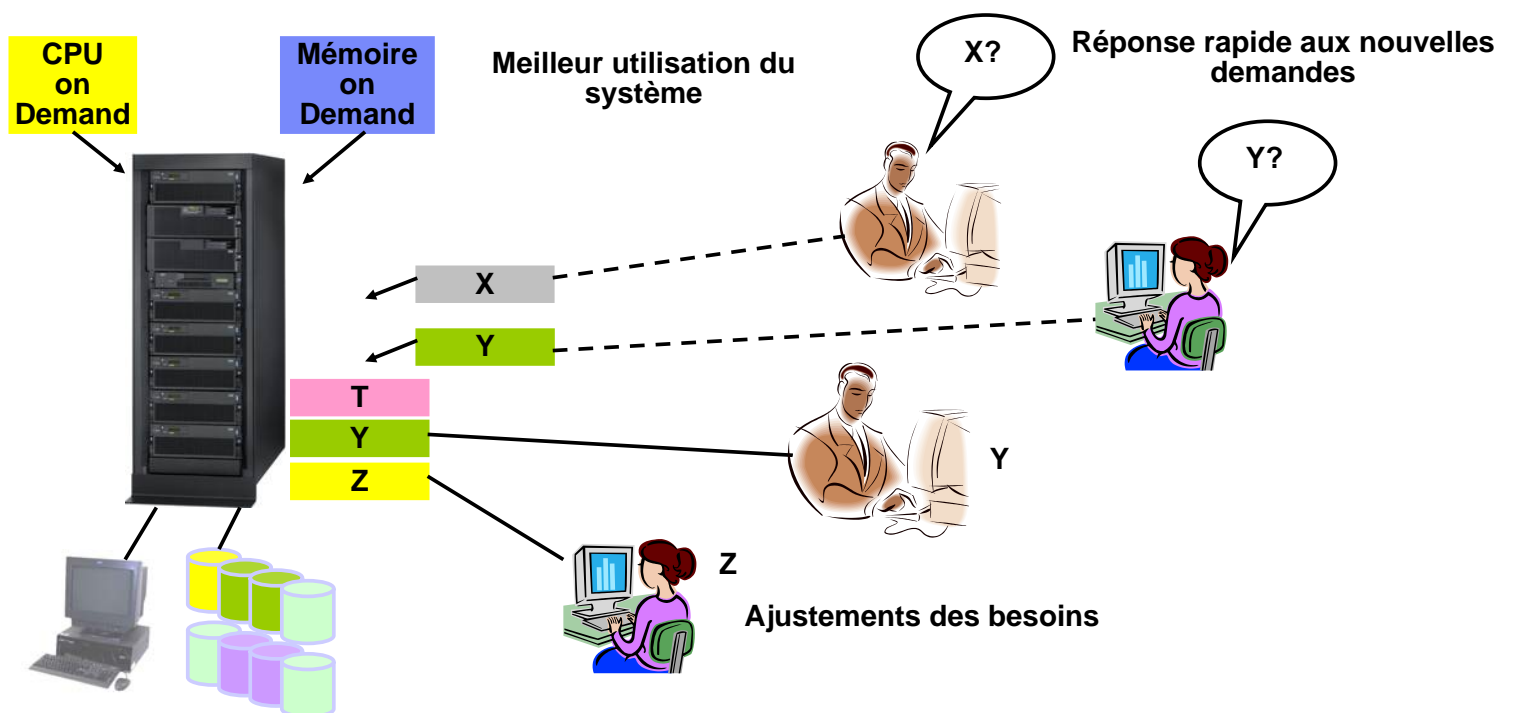 CPU
on
Demand
Mémoire
on
Demand
Meilleur utilisation du
système
X?
Réponse rapide aux nouvelles
demandes
Y?
X
Y
T
Y
Z
Y
Z
Ajustements des besoins